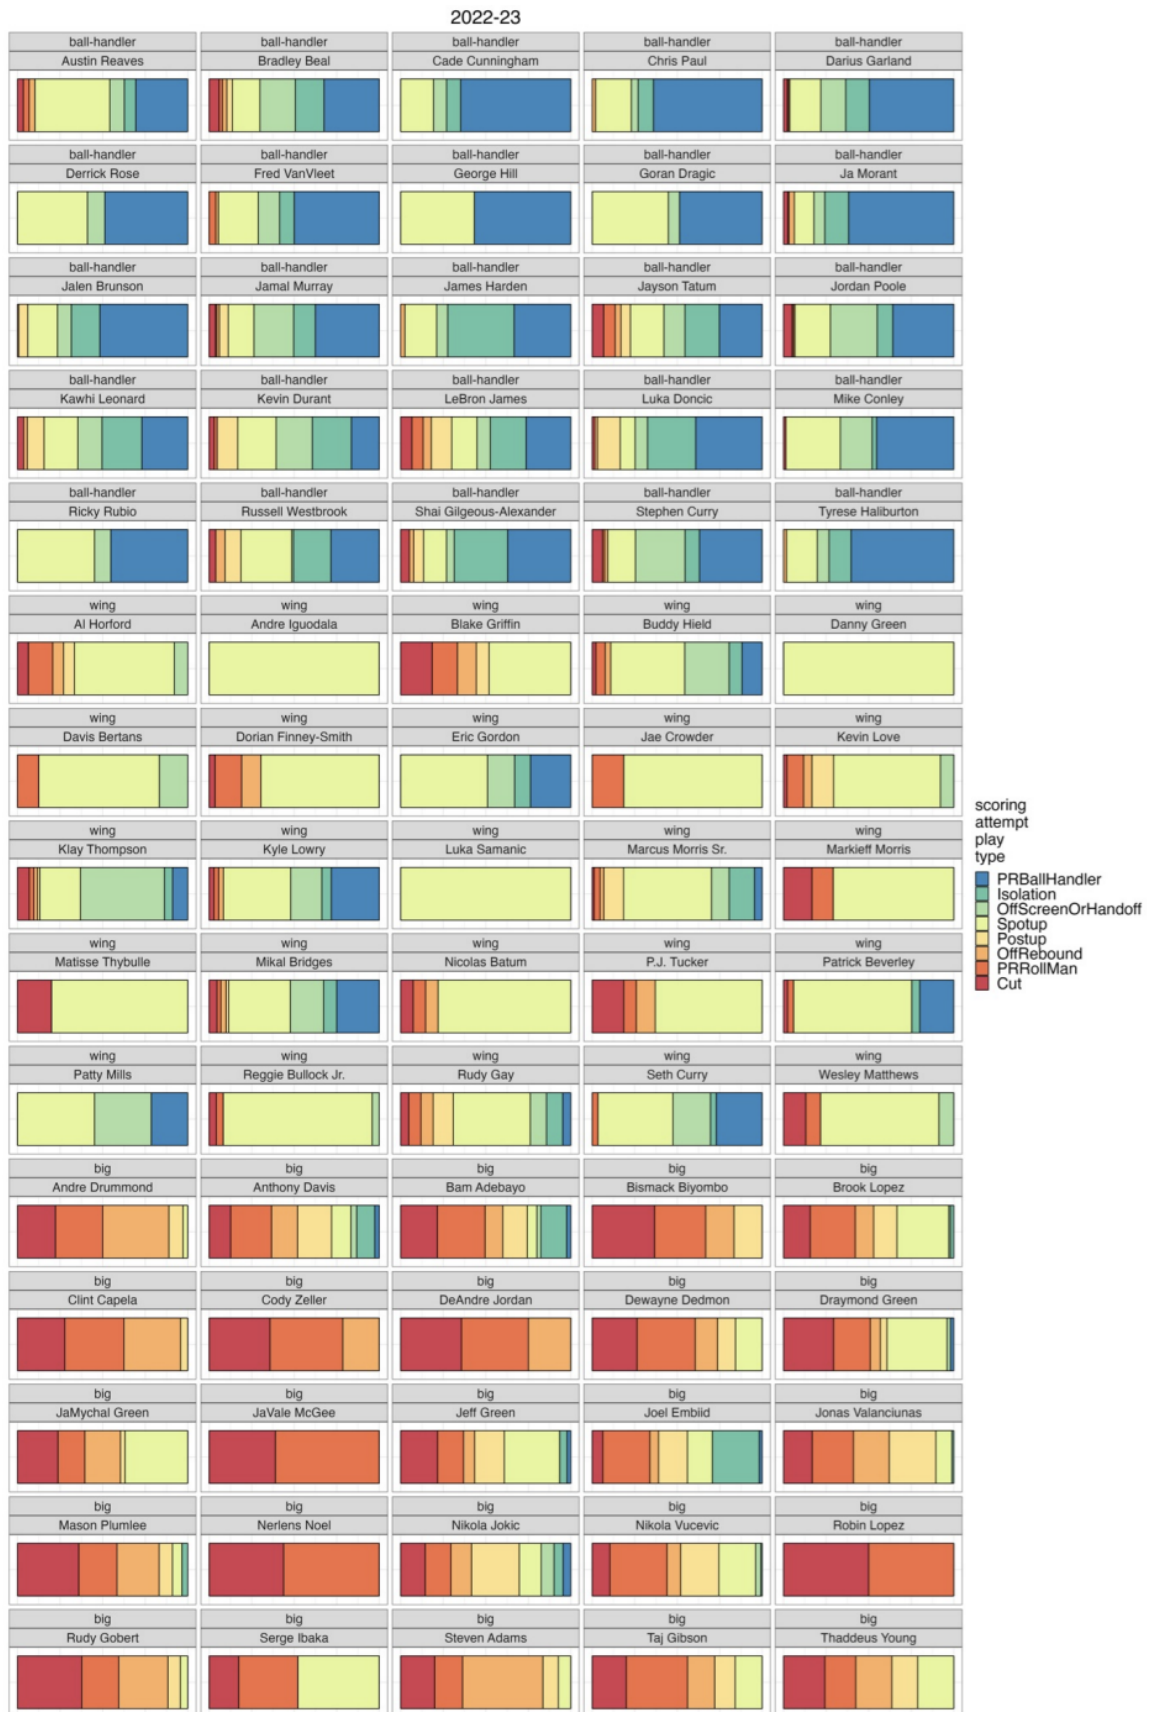 2022-23
ball-handler ball-handler ball-handler ball-handler ball-handler
Austin Reaves Bradley Beal Cade Cunningham Chris Paul Darius Garland
ball-handler ball-handler ball-handler ball-handler ball-handler
Derrick Rose Fred VanVleet George Hill Goran Dragic Ja Morant
ball-handler ball-handler ball-handler ball-handler ball-handler
Jalen Brunson Jamal Murray James Harden Jayson Tatum Jordan Poole
ball-handler ball-handler ball-handler ball-handler ball-handler
Kawhi Leonard Kevin Durant LeBron James Luka Doncic Mike Conley
ball-handler ball-handler ball-handler ball-handler ball-handler
Ricky Rubio Russell Westbrook Shai Gilgeous-Alexander Stephen Curry Tyrese Haliburton
wing wing wing wing wing
Al Horford Andre Iguodala Blake Griffin Buddy Hield Danny Green
wing wing wing wing wing
Davis Bertans Dorian Finney-Smith Eric Gordon Jae Crowder Kevin Love
wing wing wing wing wing
Klay Thompson Kyle Lowry Luka Samanic Marcus Morris Sr. Markieff Morris
wing wing wing wing wing
Matisse Thybulle Mikal Bridges Nicolas Batum P.J. Tucker Patrick Beverley
wing wing wing wing wing
Patty Mills Reggie Bullock Jr. Rudy Gay Seth Curry Wesley Matthews
big big big big big
Andre Drummond Anthony Davis Bam Adebayo Bismack Biyombo Brook Lopez
big big big big big
Clint Capela Cody Zeller DeAndre Jordan Dewayne Dedmon Draymond Green
big big big big big
JaMychal Green JaVale McGee Jeff Green Joel Embiid Jonas Valanciunas
big big big big big
Mason Plumlee Nerlens Noel Nikola Jokic Nikola Vucevic Robin Lopez
big big big big big
Rudy Gobert Serge Ibaka Steven Adams Taj Gibson Thaddeus Young
scoring
attempt
play
type
PRBallHandler
Isolation
OffScreenOrHandoff
Spotup
Postup
OffRebound
PRRollMan
Cut